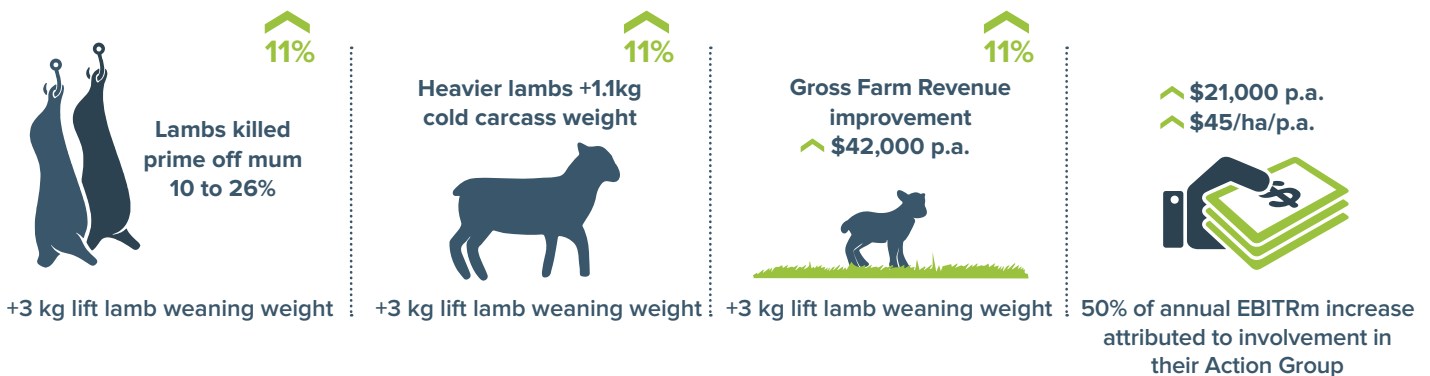 11%
Lambs killed
prime off mum
10 to 26%
+3 kg lift lamb weaning weight
11%
Heavier lambs +1.1kg
cold carcass weight
+3 kg lift lamb weaning weight
11%
Gross Farm Revenue
improvement
$42,000 p.a.
+3 kg lift lamb weaning weight
$21,000 p.a.
$45/ha/p.a.
$
50% of annual EBITRm increase
attributed to involvement in
their Action Group